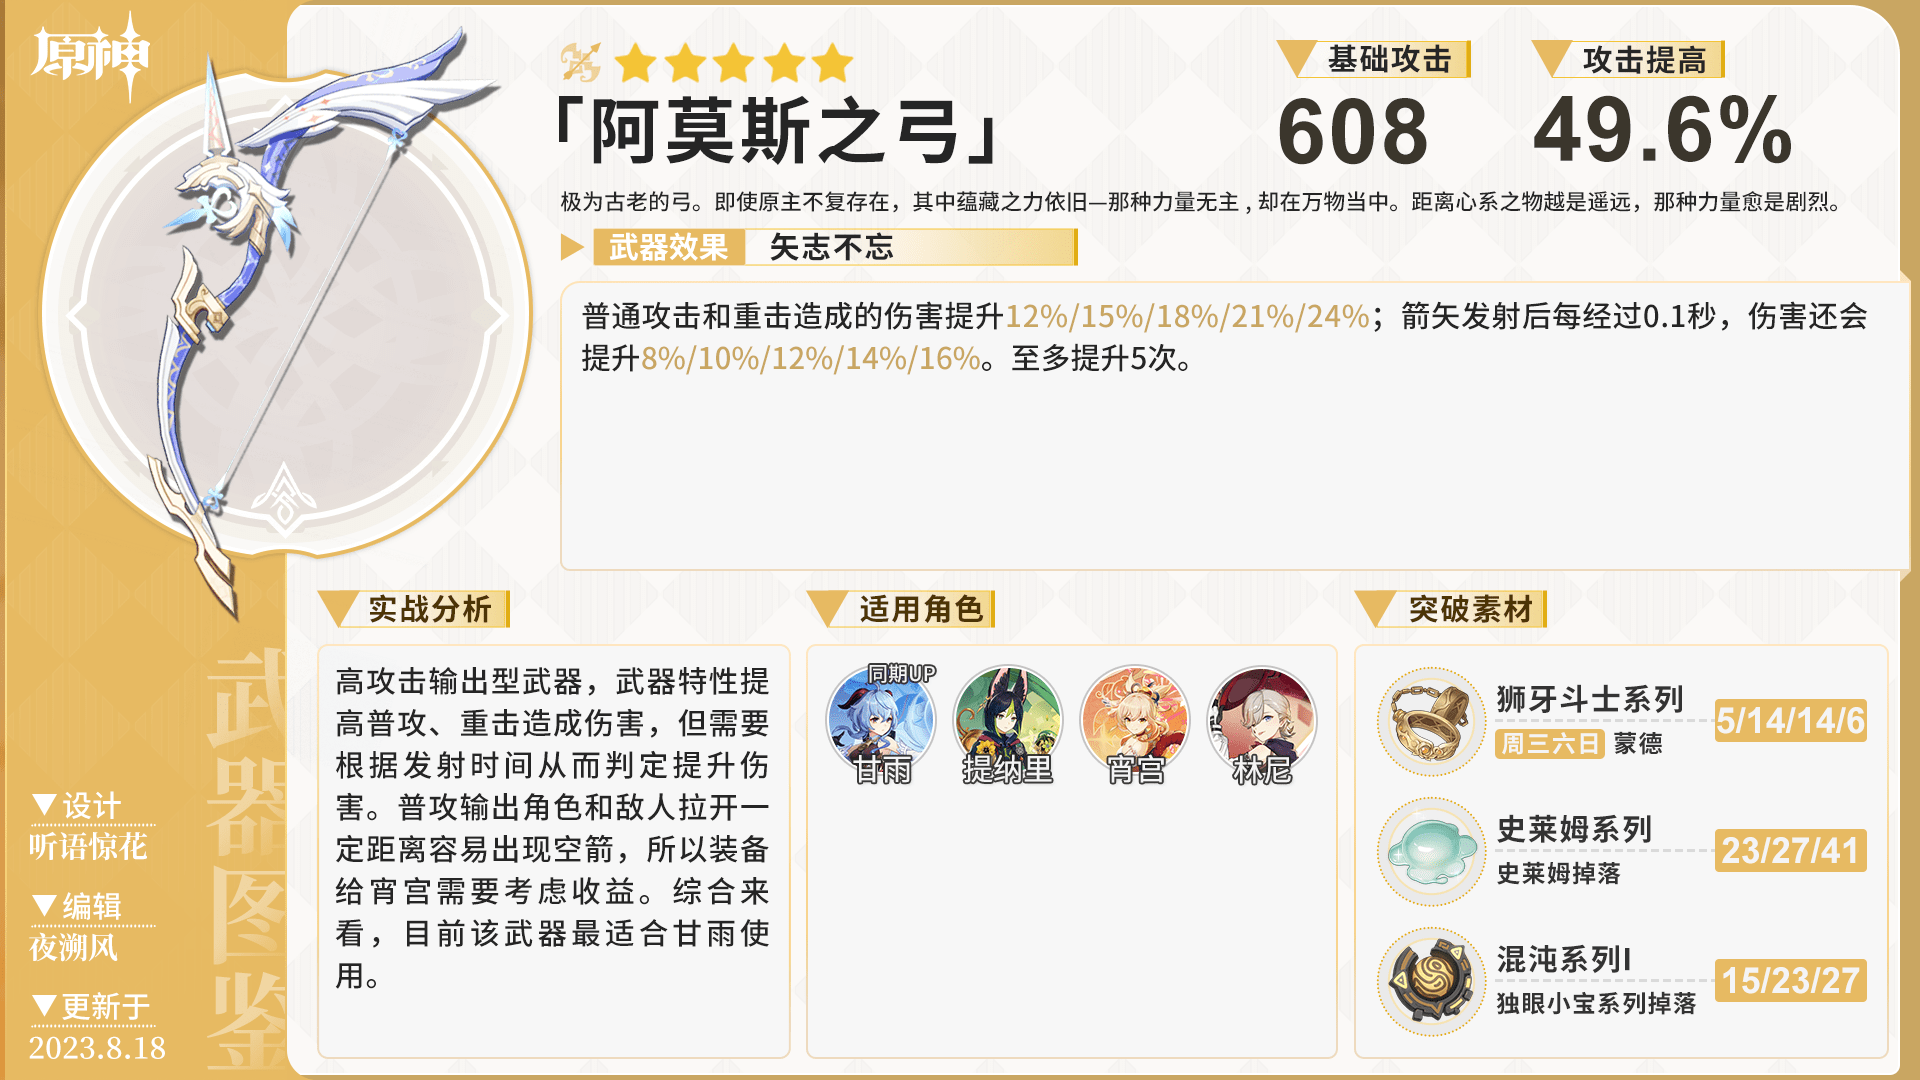 原神
「阿莫斯之弓」
基础攻击
608
攻击提高
49.6%
极为古老的弓。即使原主不复存在，其中蕴藏之力依旧—那种力量无主，却在万物当中。距离心系之物越是遥远，那种力量愈是剧烈。
武器效果 矢志不忘
普通攻击和重击造成的伤害提升12%/15%/18%/21%/24%；箭矢发射后每经过0.1秒，伤害还会
提升8%/10%/12%/14%/16%。至多提升5次。
实战分析
高攻击输出型武器，武器特性提
高普攻、重击造成伤害，但需要
根据发射时间从而判定提升伤
害。普攻输出角色和敌人拉开一
定距离容易出现空箭，所以装备
给宵宫需要考虑收益。综合来
看，目前该武器最适合甘雨使
用。
适用角色
同期UP
甘雨
提纳里
宵宫
林尼
突破素材
狮牙斗士系列
周三六日 蒙德
5/14/14/6
史莱姆系列
史莱姆掉落
23/27/41
混沌系列I
独眼小宝系列掉落
15/23/27
武器图鉴
▼设计
听语惊花
▼编辑
夜溯风
▼更新于
2023.8.18